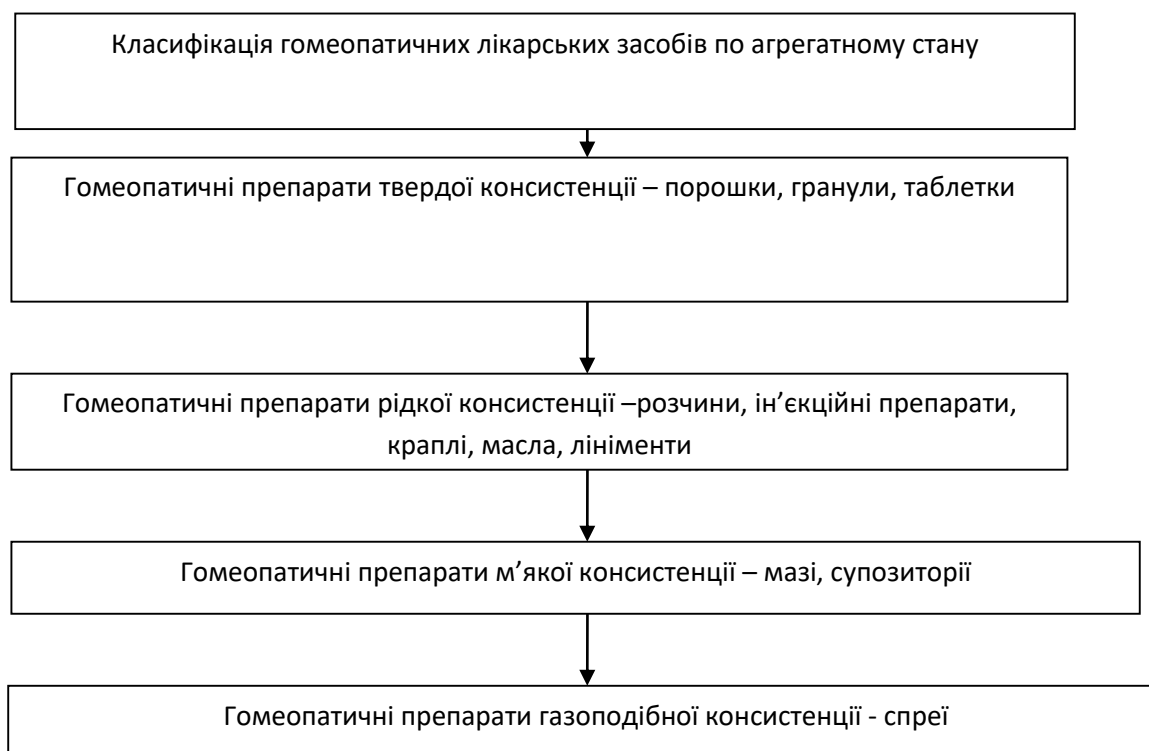 Класифікація гомеопатичних лікарських засобів по агрегатному стану
Гомеопатичні препарати твердої консистенції – порошки, гранули, таблетки
Гомеопатичні препарати рідкої консистенції –розчини, ін’єкційні препарати,
краплі, масла, лініменти
Гомеопатичні препарати м’якої консистенції – мазі, супозиторії
Гомеопатичні препарати газоподібної консистенції - спреї